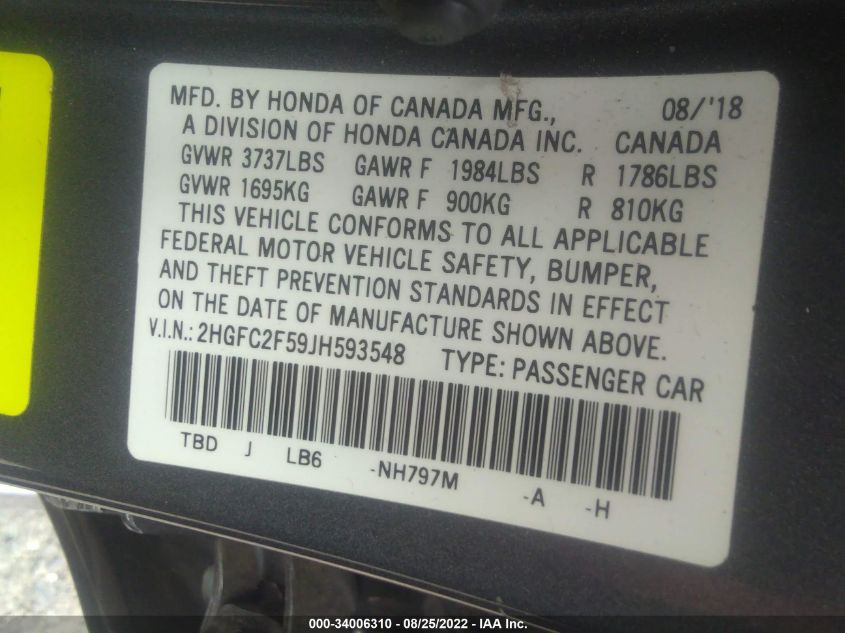 MFD. BY HONDA OF CANADA MFG., 08/'18
A DIVISION OF HONDA CANADA INC. CANADA
GVWR 3737LBS GAWR F 1984LBS R 1786LBS
GVWR 1695KG GAWR F 900KG R 810KG
THIS VEHICLE CONFORMS TO ALL APPLICABLE
FEDERAL MOTOR VEHICLE SAFETY, BUMPER,
AND THEFT PREVENTION STANDARDS IN EFFECT
ON THE DATE OF MANUFACTURE SHOWN ABOVE.
V.I.N.: 2HGFC2F59JH593548 TYPE: PASSENGER CAR
TBD J LB6 -NH797M -A -H
000-34006310 - 08/25/2022 - IAA Inc.